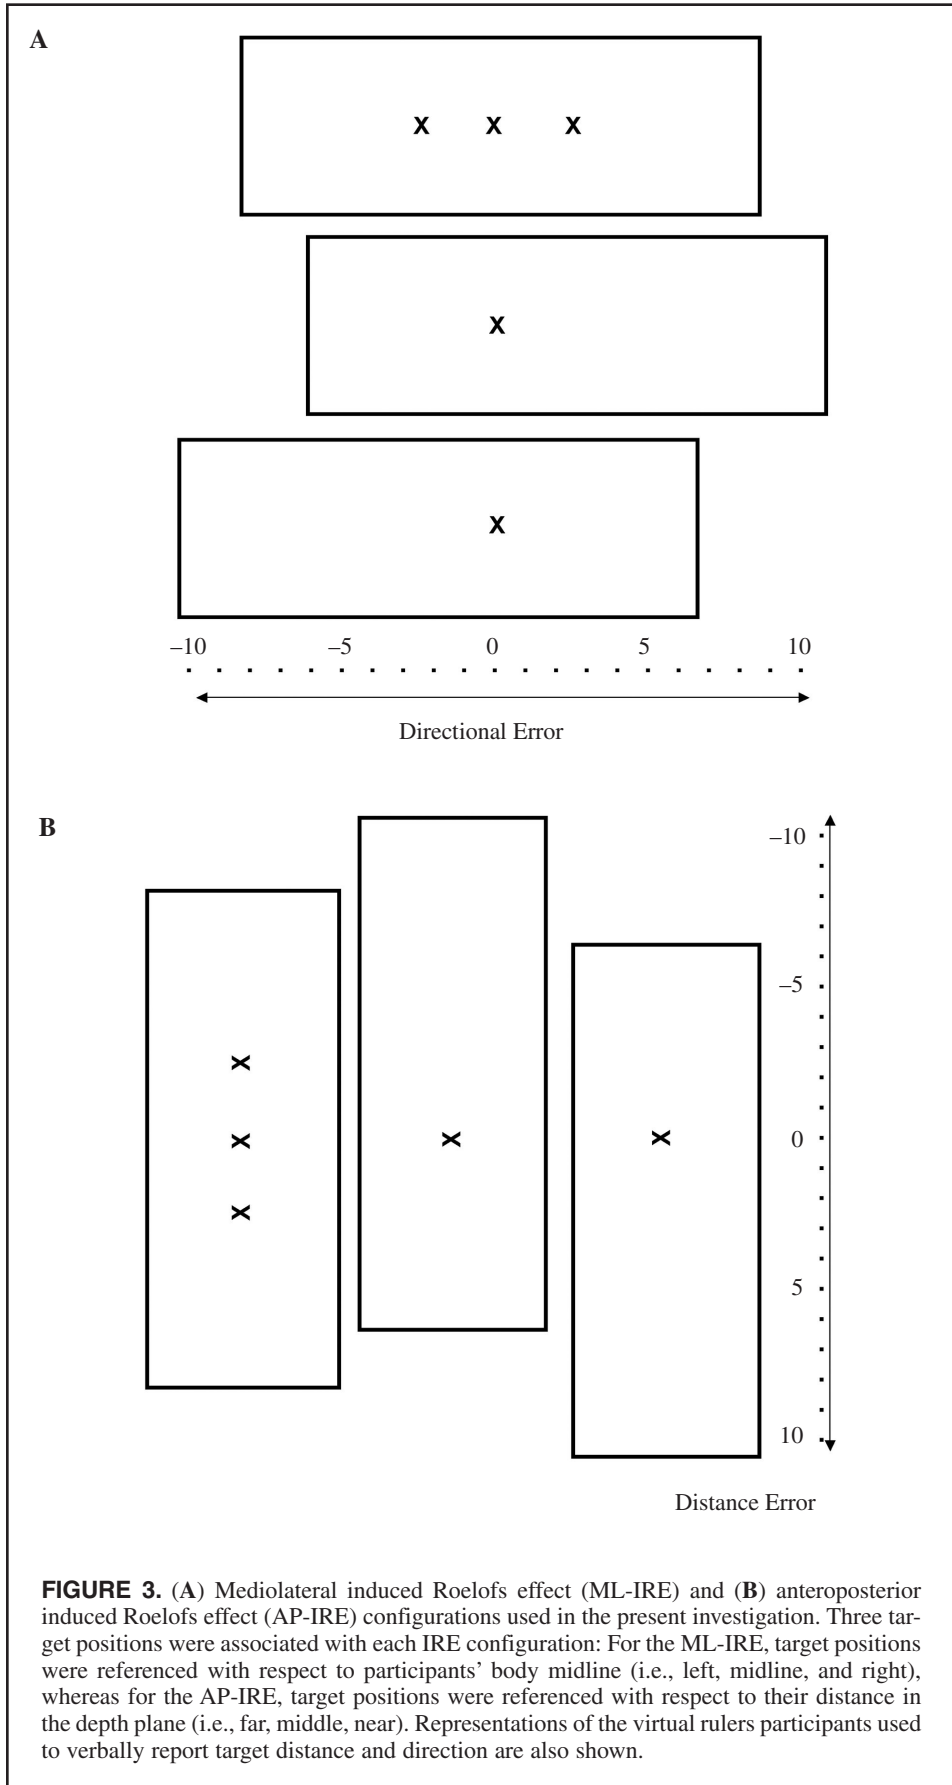 A
X X X
X
X
–10 –5 0 5 10
Directional Error
B
–10
–5
X
X
X
X
X
0
5
10
Distance Error
FIGURE 3. (A) Mediolateral induced Roelofs effect (ML-IRE) and (B) anteroposterior
induced Roelofs effect (AP-IRE) configurations used in the present investigation. Three tar-
get positions were associated with each IRE configuration: For the ML-IRE, target positions
were referenced with respect to participants’ body midline (i.e., left, midline, and right),
whereas for the AP-IRE, target positions were referenced with respect to their distance in
the depth plane (i.e., far, middle, near). Representations of the virtual rulers participants used
to verbally report target distance and direction are also shown.